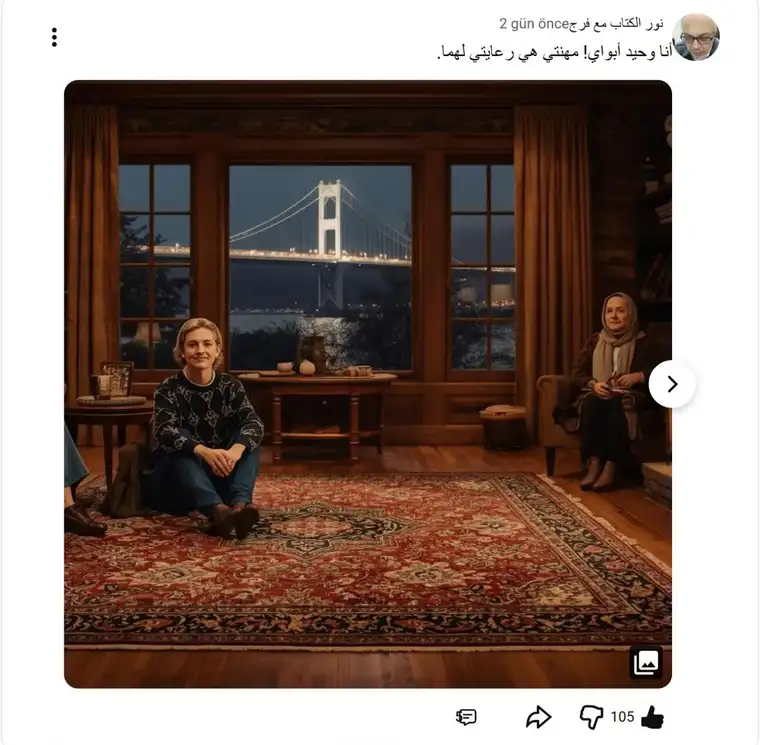 نور الكتاب مع فرج 2 gün önce
أنا وحيد أبواي! مهنتي هي رعايتي لهما.
105